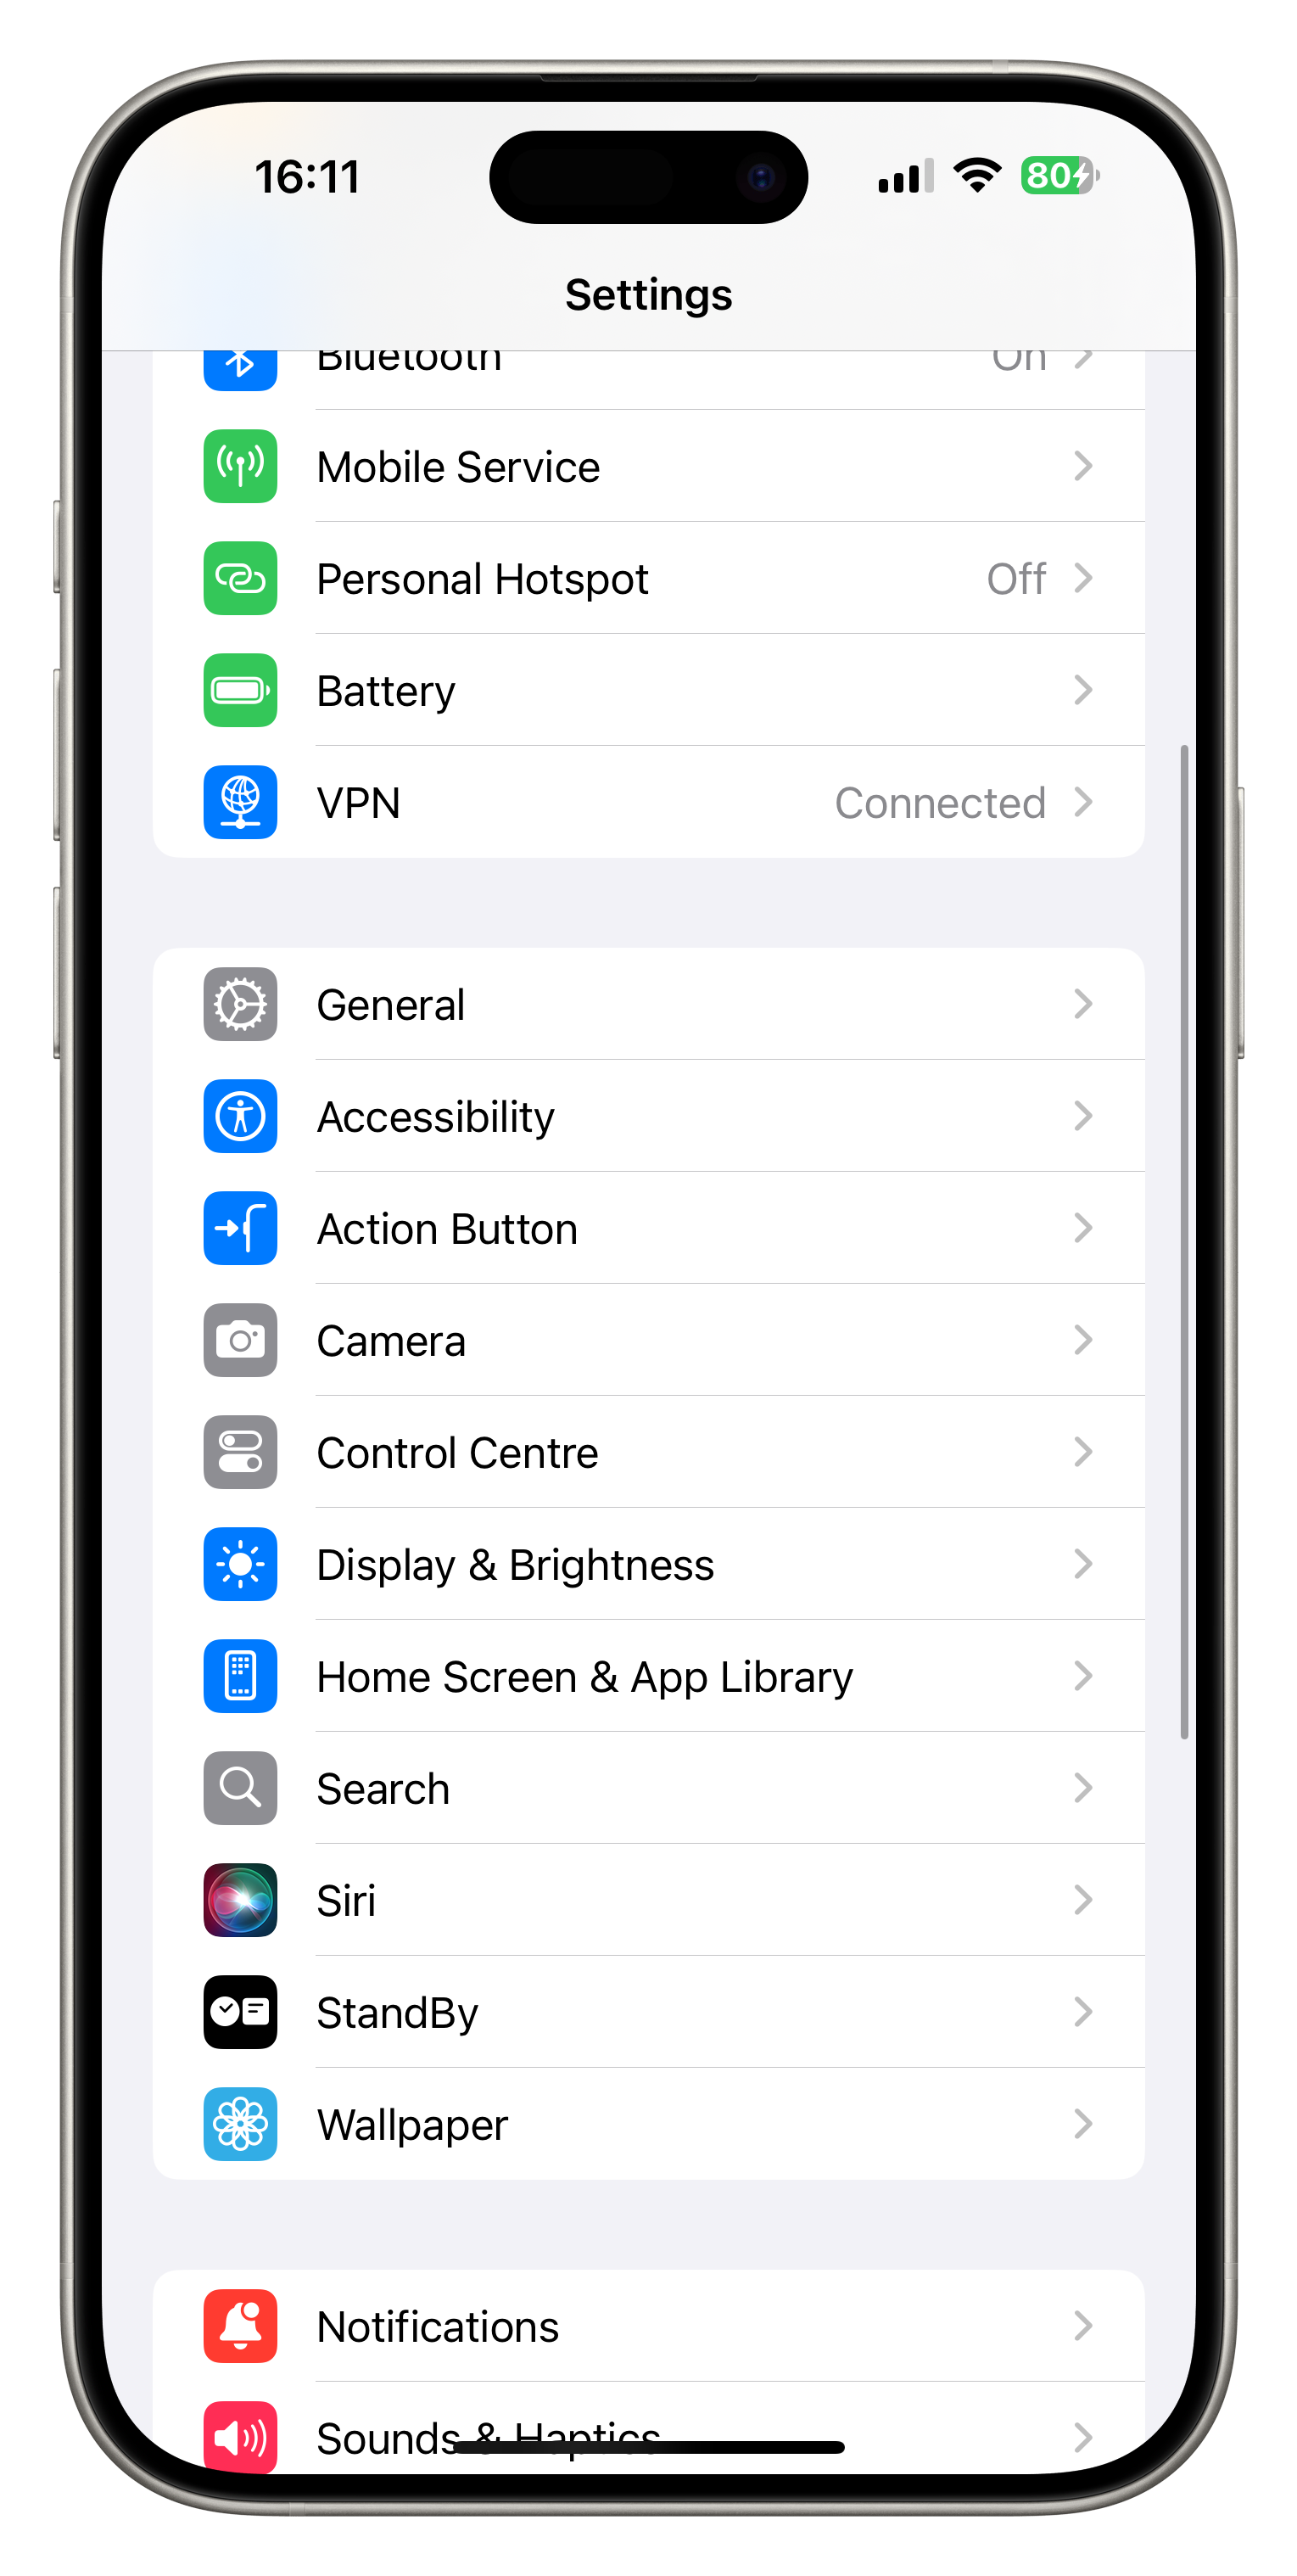 16:11
80
Settings
Bluetooth On
Mobile Service
Personal Hotspot Off
Battery
VPN Connected
General
Accessibility
Action Button
Camera
Control Centre
Display & Brightness
Home Screen & App Library
Search
Siri
StandBy
Wallpaper
Notifications
Sounds & Haptics